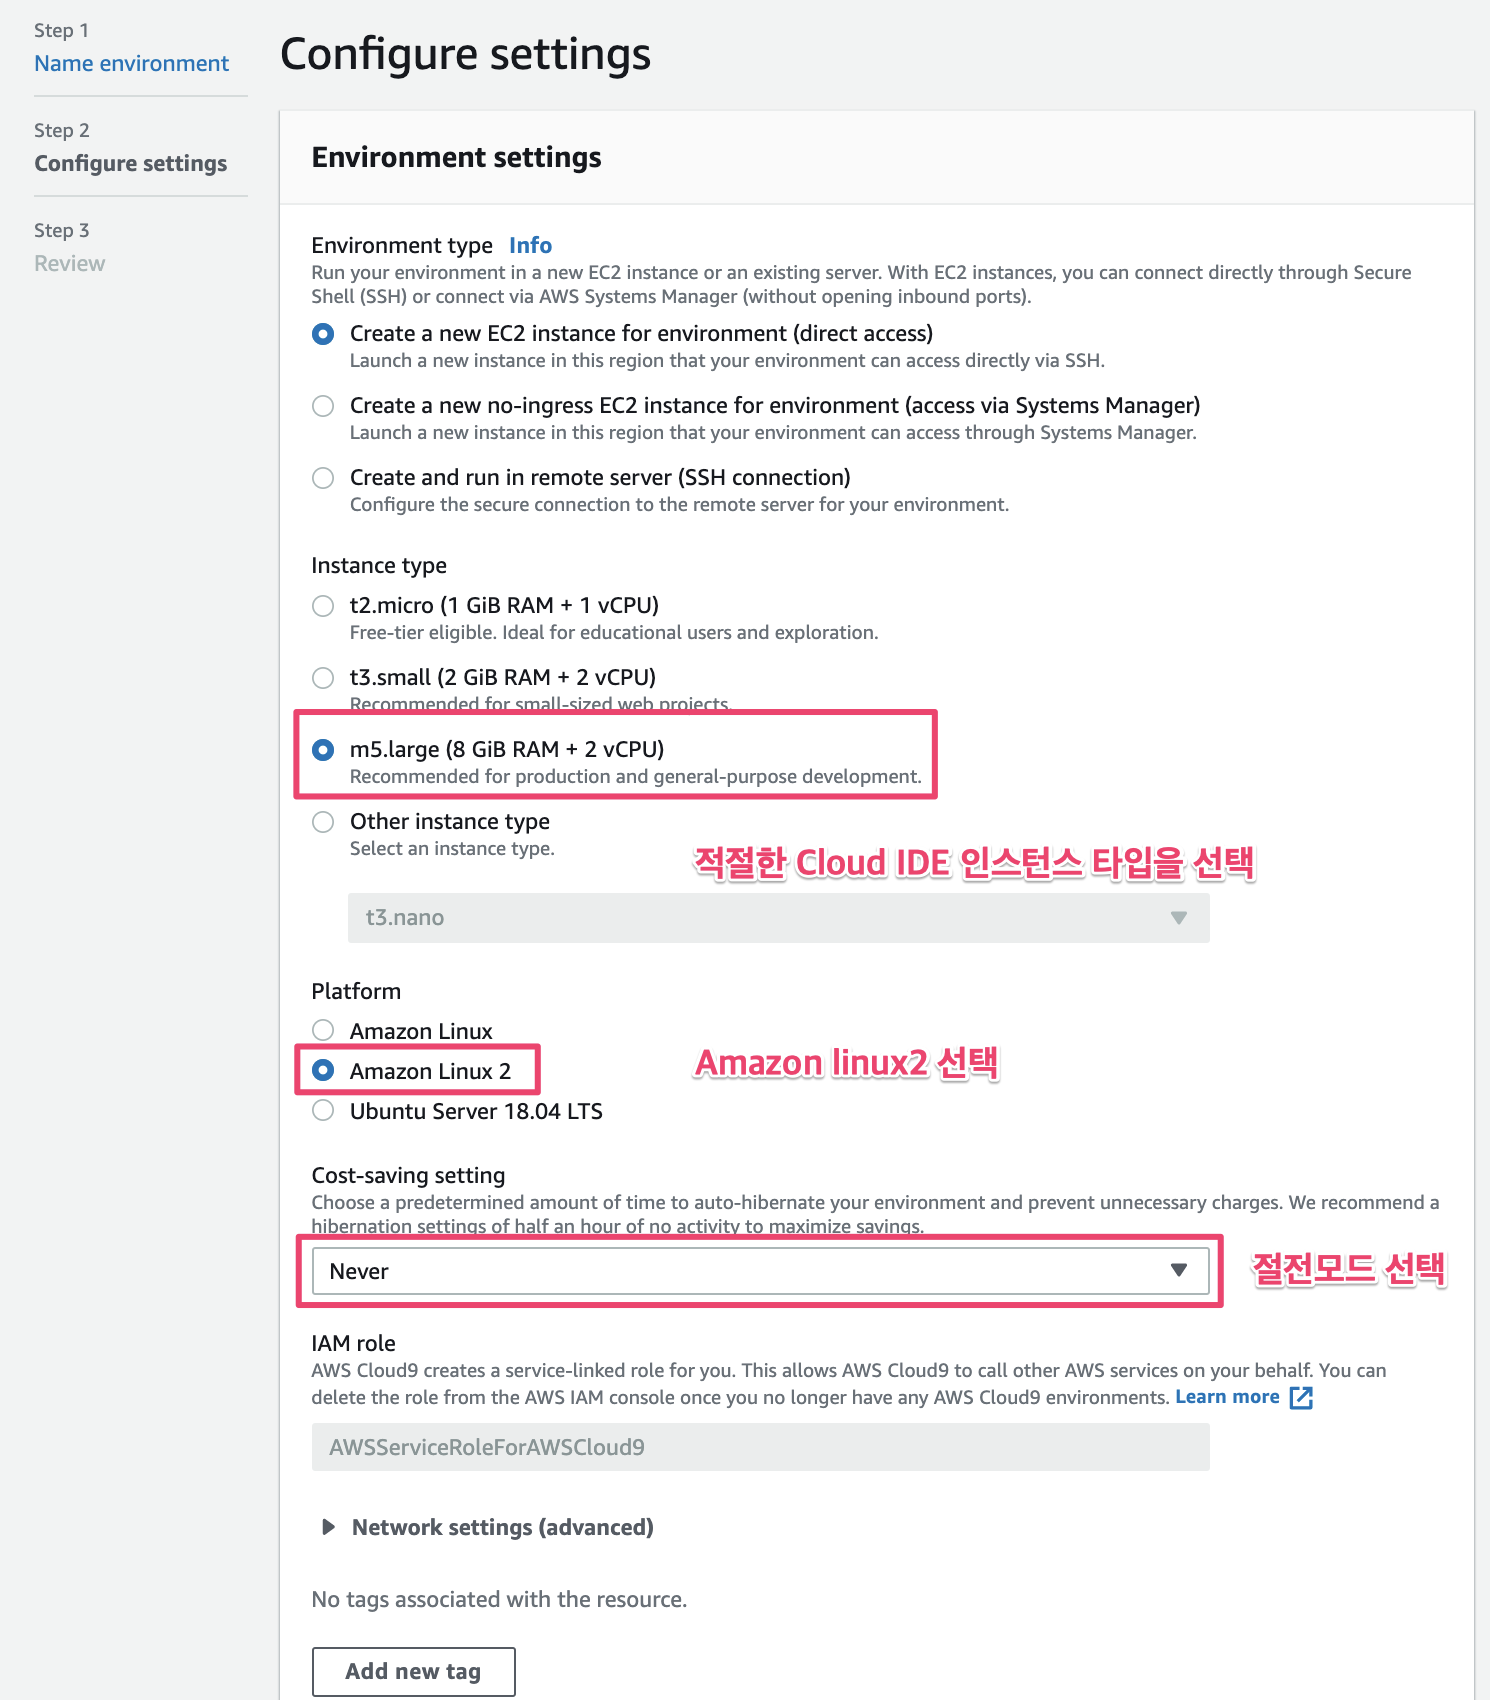 Step 1
Name environment
Step 2
Configure settings
Step 3
Review
Configure settings
Environment settings
Environment type Info
Run your environment in a new EC2 instance or an existing server. With EC2 instances, you can connect directly through Secure
Shell (SSH) or connect via AWS Systems Manager (without opening inbound ports).
Create a new EC2 instance for environment (direct access)
Launch a new instance in this region that your environment can access directly via SSH.
Create a new no-ingress EC2 instance for environment (access via Systems Manager)
Launch a new instance in this region that your environment can access through Systems Manager.
Create and run in remote server (SSH connection)
Configure the secure connection to the remote server for your environment.
Instance type
t2.micro (1 GiB RAM + 1 vCPU)
Free-tier eligible. Ideal for educational users and exploration.
t3.small (2 GiB RAM + 2 vCPU)
Recommended for small-sized web projects.
m5.large (8 GiB RAM + 2 vCPU)
Recommended for production and general-purpose development.
Other instance type
Select an instance type.
적절한 Cloud IDE 인스턴스 타입을 선택
t3.nano
Platform
Amazon Linux
Amazon Linux 2
Amazon linux2 선택
Ubuntu Server 18.04 LTS
Cost-saving setting
Choose a predetermined amount of time to auto-hibernate your environment and prevent unnecessary charges. We recommend a
hibernation settings of half an hour of no activity to maximize savings.
Never
절전모드 선택
IAM role
AWS Cloud9 creates a service-linked role for you. This allows AWS Cloud9 to call other AWS services on your behalf. You can
delete the role from the AWS IAM console once you no longer have any AWS Cloud9 environments. Learn more
AWSServiceRoleForAWSCloud9
Network settings (advanced)
No tags associated with the resource.
Add new tag